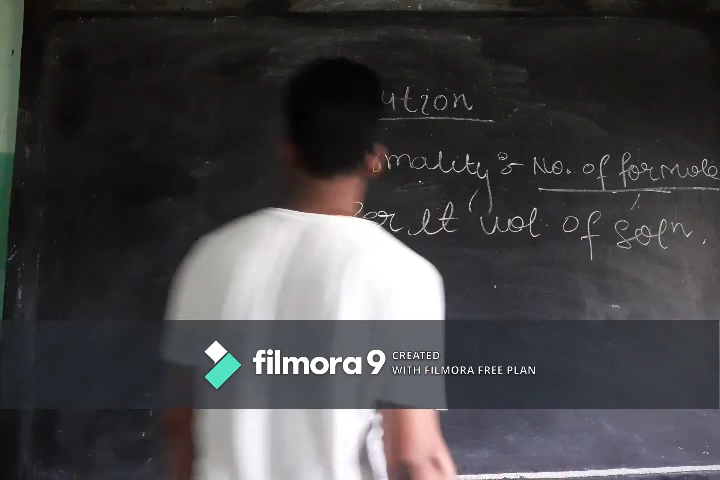 ution
mality :- No. of formula
Per lt vol. of soln.
filmora 9 CREATED
WITH FILMORA FREE PLAN